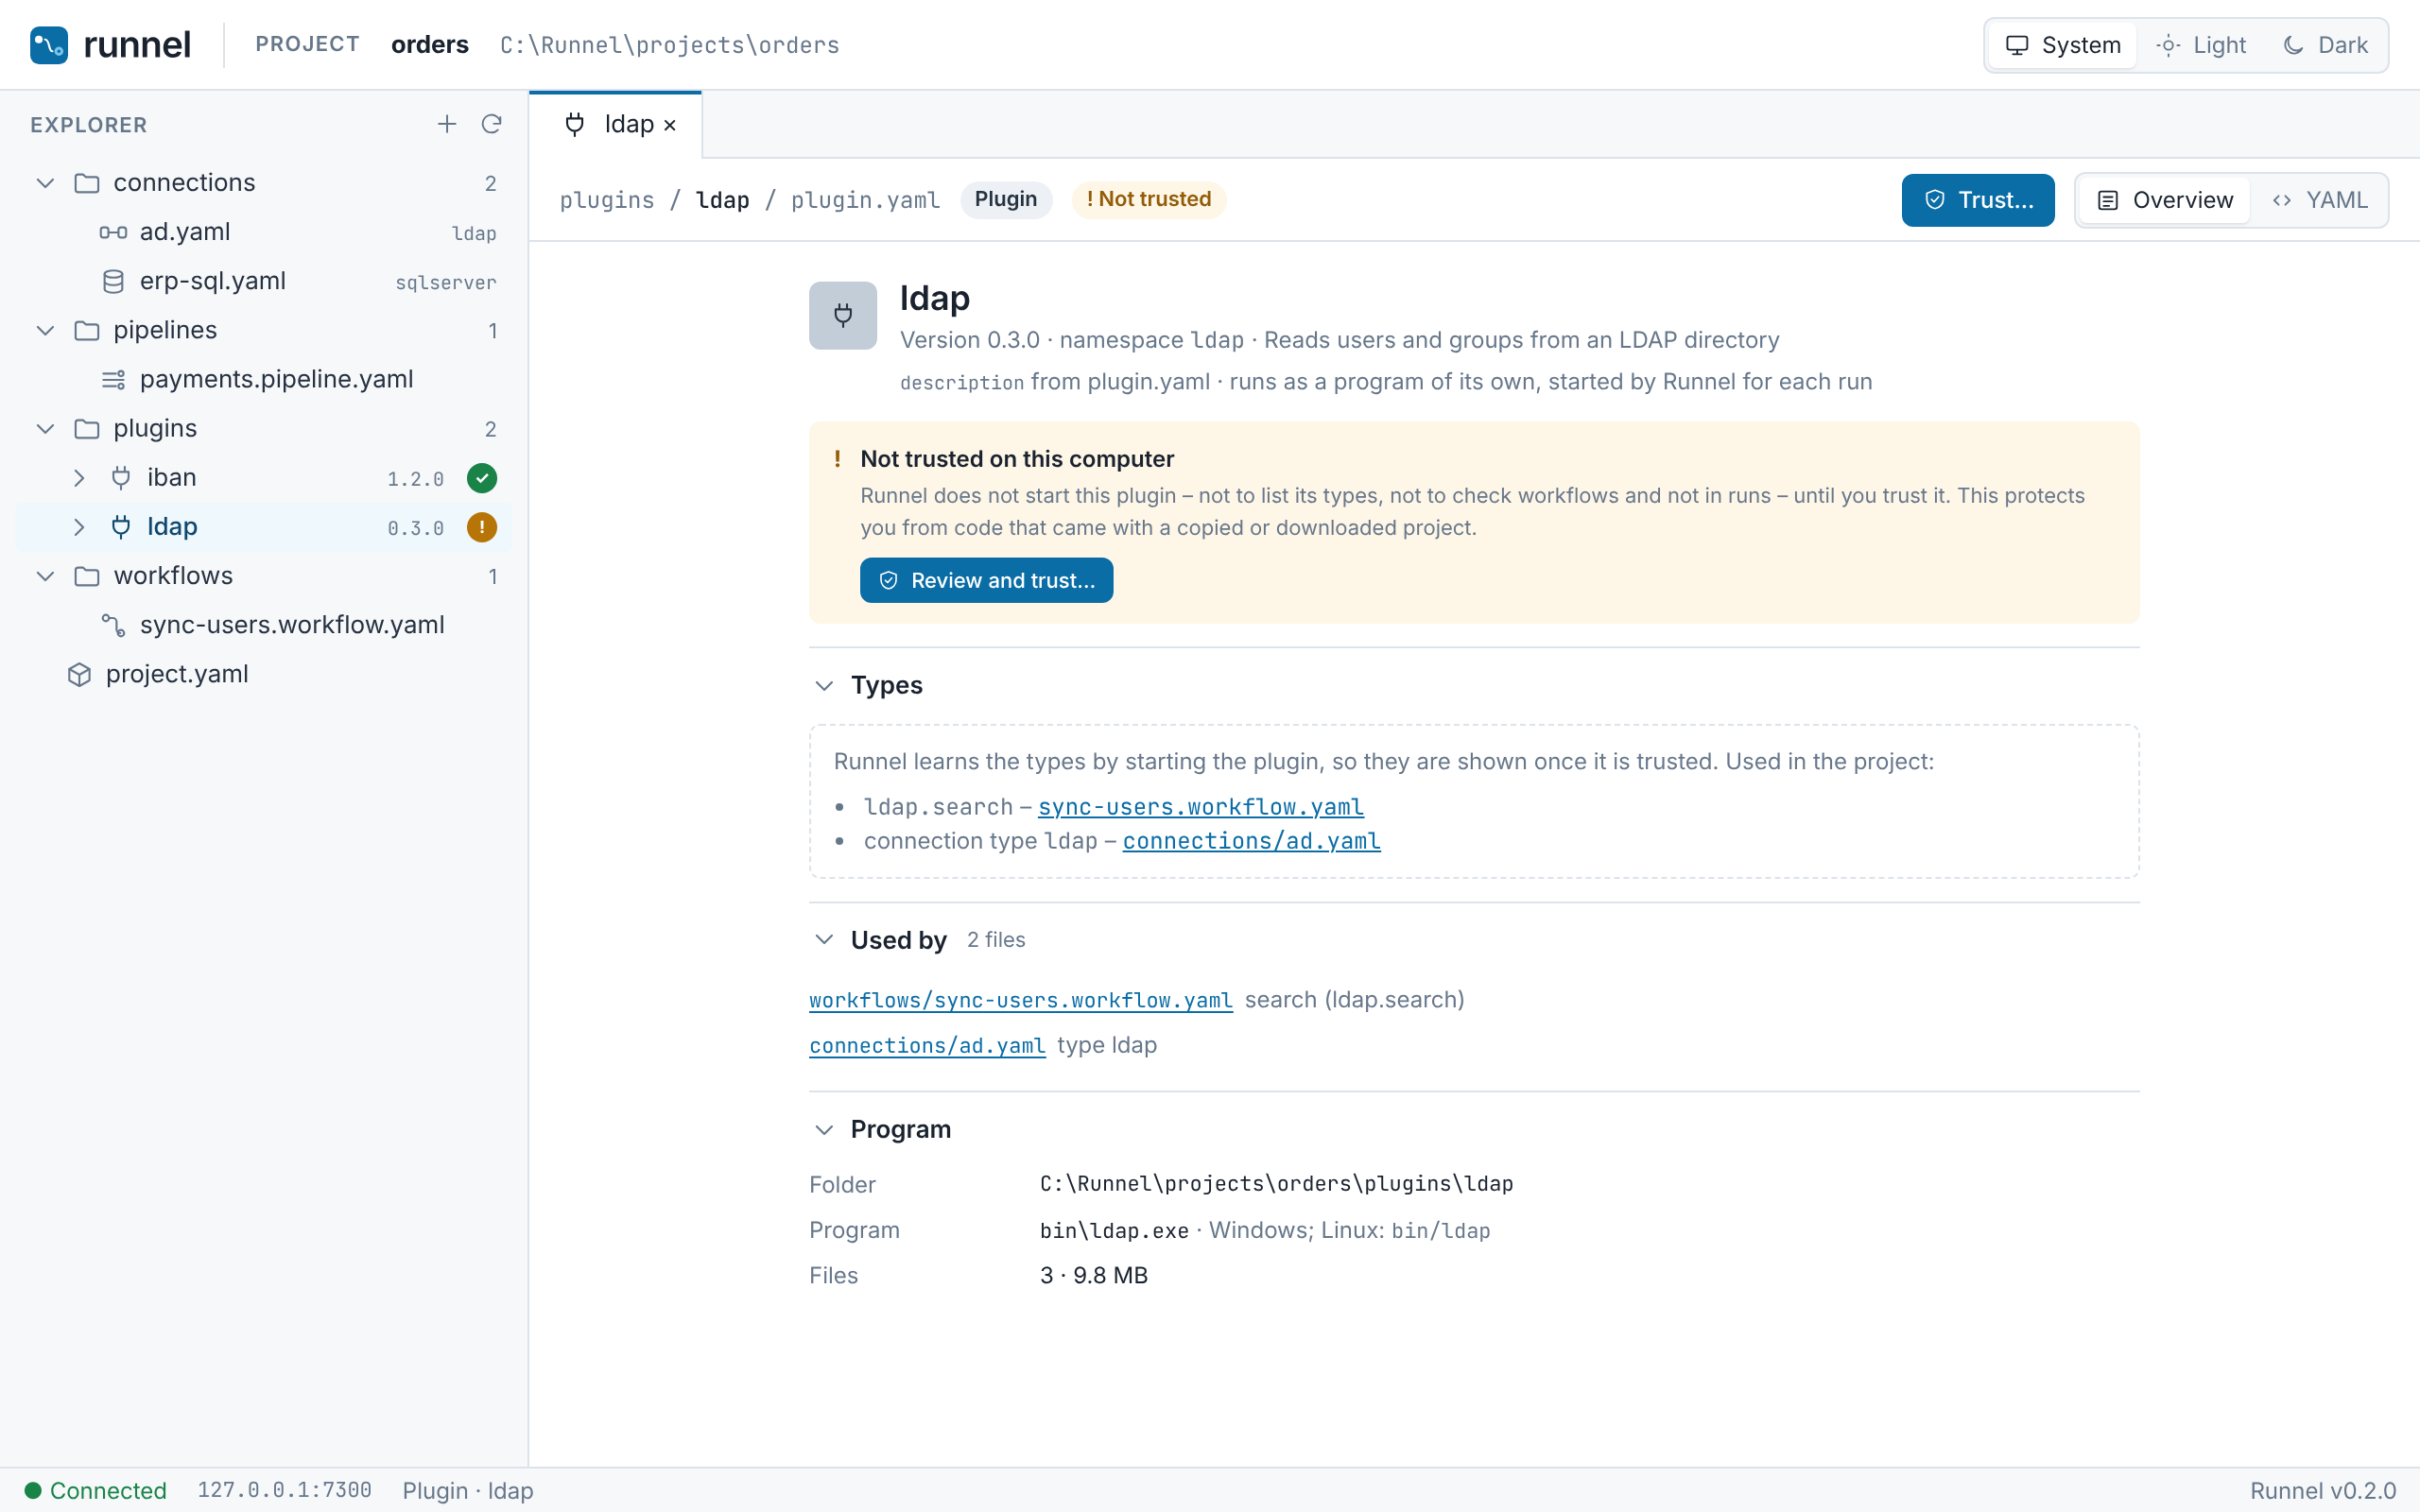 runnel PROJECT orders C:\Runnel\projects\orders System Light Dark
EXPLORER
connections 2
ad.yaml ldap
erp-sql.yaml sqlserver
pipelines 1
payments.pipeline.yaml
plugins 2
iban 1.2.0
ldap 0.3.0 !
workflows 1
sync-users.workflow.yaml
project.yaml
ldap ×
plugins / ldap / plugin.yaml Plugin ! Not trusted Trust... Overview YAML
ldap
Version 0.3.0 · namespace ldap · Reads users and groups from an LDAP directory
description from plugin.yaml · runs as a program of its own, started by Runnel for each run
! Not trusted on this computer
Runnel does not start this plugin – not to list its types, not to check workflows and not in runs – until you trust it. This protects
you from code that came with a copied or downloaded project.
Review and trust...
Types
Runnel learns the types by starting the plugin, so they are shown once it is trusted. Used in the project:
• ldap.search – sync-users.workflow.yaml
• connection type ldap – connections/ad.yaml
Used by 2 files
workflows/sync-users.workflow.yaml search (ldap.search)
connections/ad.yaml type ldap
Program
Folder C:\Runnel\projects\orders\plugins\ldap
Program bin\ldap.exe · Windows; Linux: bin/ldap
Files 3 · 9.8 MB
Connected 127.0.0.1:7300 Plugin · ldap Runnel v0.2.0